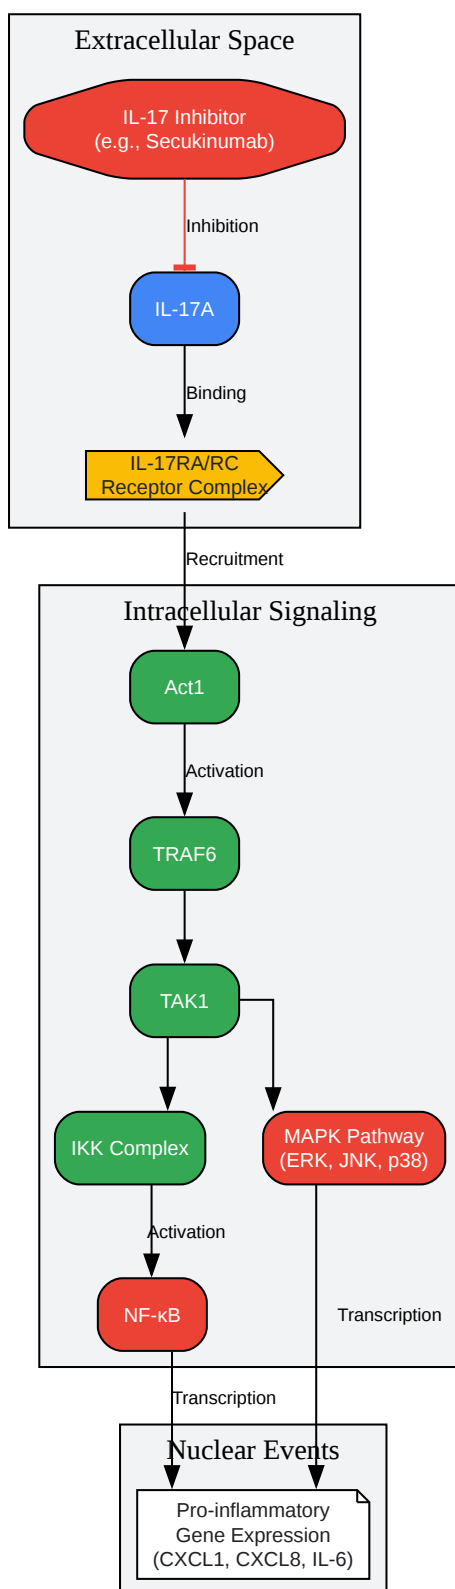 Extracellular Space
IL-17 Inhibitor
(e.g., Secukinumab)
Inhibition
IL-17A
Binding
IL-17RA/RC
Receptor Complex
Recruitment
Intracellular Signaling
Act1
Activation
TRAF6
TAK1
IKK Complex
MAPK Pathway
(ERK, JNK, p38)
Activation
NF-κB
Transcription
Transcription
Nuclear Events
Pro-inflammatory
Gene Expression
(CXCL1, CXCL8, IL-6)